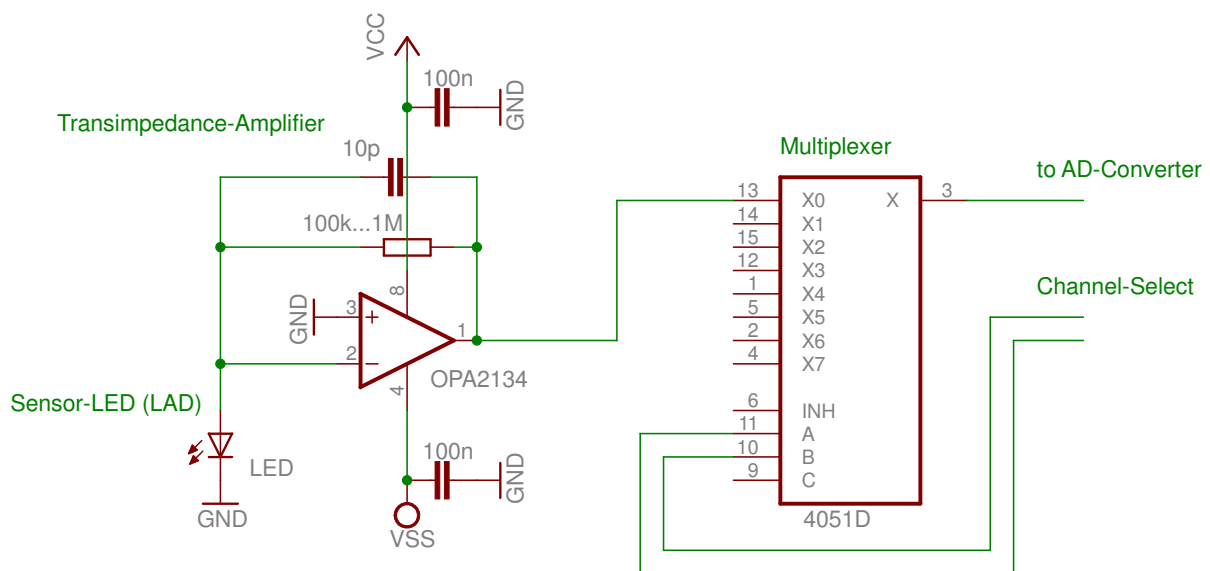 VCC
100n
GND
Transimpedance-Amplifier
10p
Multiplexer
to AD-Converter
13 X0 X 3
100k...1M
14 X1
15 X2
12 X3
8
1 X4
Channel-Select
GND
3 +
5 X5
1
2 X6
2 −
4 X7
OPA2134
4
Sensor-LED (LAD)
6 INH
11 A
100n
10 B
LED
GND
9 C
GND
4051D
VSS